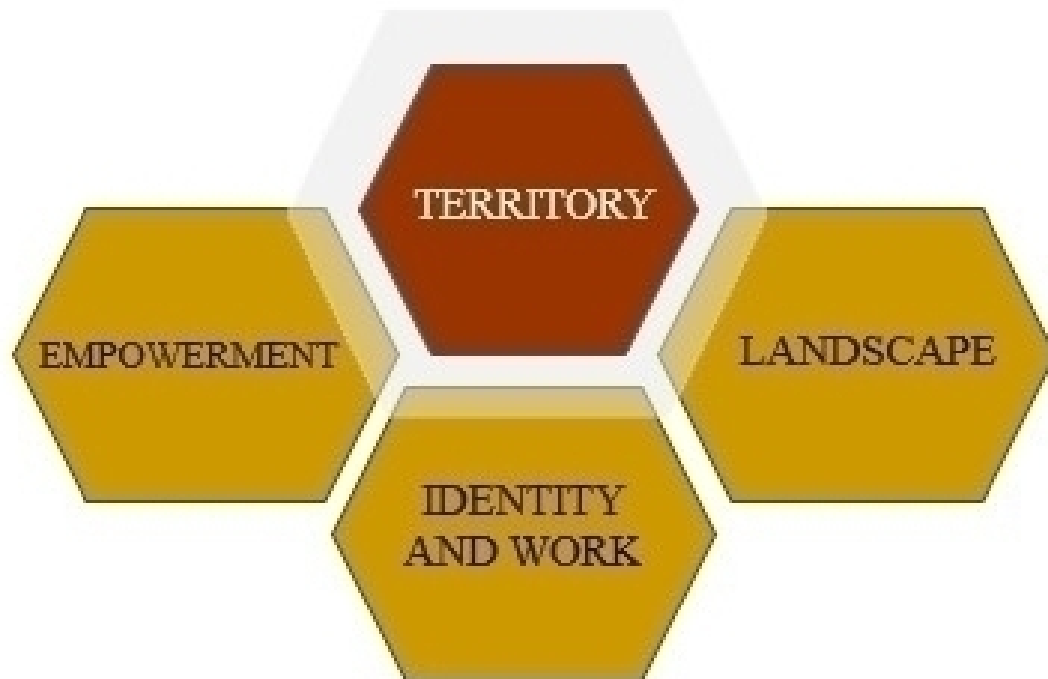 TERRITORY
EMPOWERMENT
LANDSCAPE
IDENTITY
AND WORK